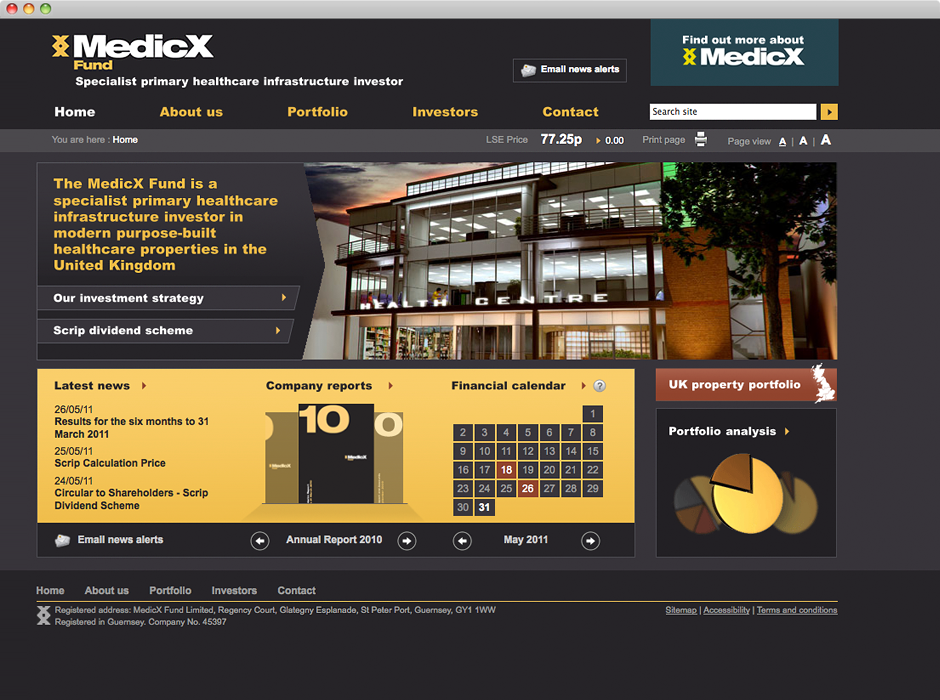 MedicX
Fund
Specialist primary healthcare infrastructure investor
Email news alerts
Find out more about
MedicX
Home About us Portfolio Investors Contact
Search site
You are here : Home
LSE Price 77.25p 0.00 Print page Page view A | A | A
The MedicX Fund is a
specialist primary healthcare
infrastructure investor in
modern purpose-built
healthcare properties in the
United Kingdom
Our investment strategy
Scrip dividend scheme
HEALTH CENTRE
Latest news
26/05/11
Results for the six months to 31
March 2011
25/05/11
Scrip Calculation Price
24/05/11
Circular to Shareholders - Scrip
Dividend Scheme
Email news alerts
Company reports
10
MedicX
MedicX
Annual Report 2010
Financial calendar ?
1
2 3 4 5 6 7 8
9 10 11 12 13 14 15
16 17 18 19 20 21 22
23 24 25 26 27 28 29
30 31
May 2011
UK property portfolio
Portfolio analysis
Home About us Portfolio Investors Contact
Registered address: MedicX Fund Limited, Regency Court, Glategny Esplanade, St Peter Port, Guernsey, GY1 1WW
Registered in Guernsey. Company No. 45397
Sitemap | Accessibility | Terms and conditions